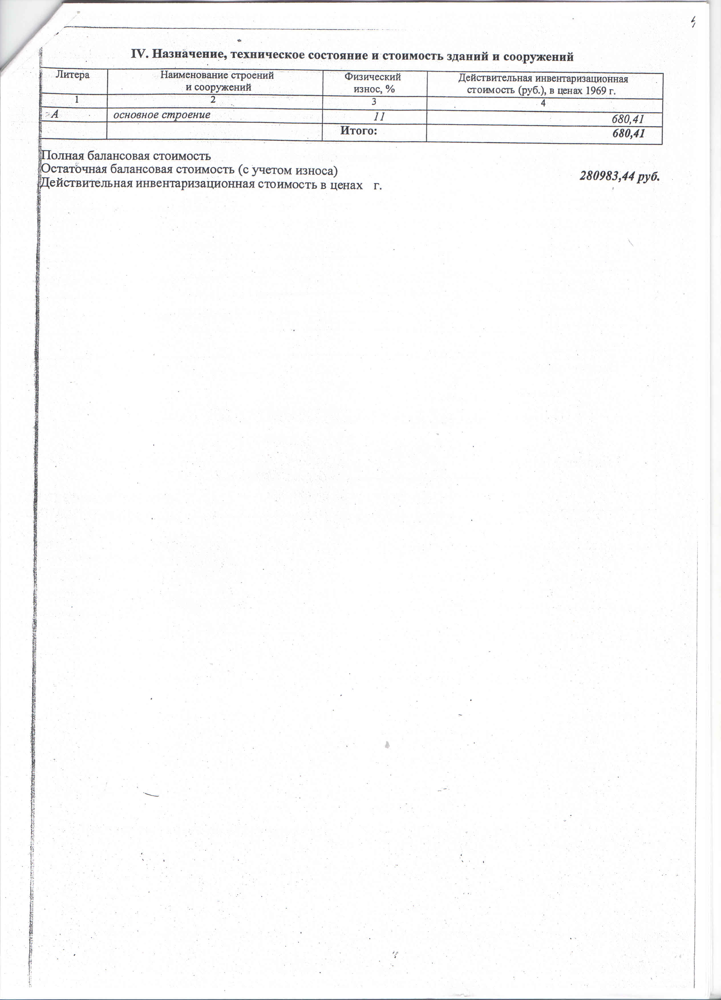 IV. Назначение, техническое состояние и стоимость зданий и сооружений
Литера Наименование строений и сооружений Физический износ, % Действительная инвентаризационная стоимость (руб.), в ценах 1969 г.
1 2 3 4
А основное строение 11 680,41
Итого: 680,41
Полная балансовая стоимость
Остаточная балансовая стоимость (с учетом износа)
Действительная инвентаризационная стоимость в ценах г. 280983,44 руб.